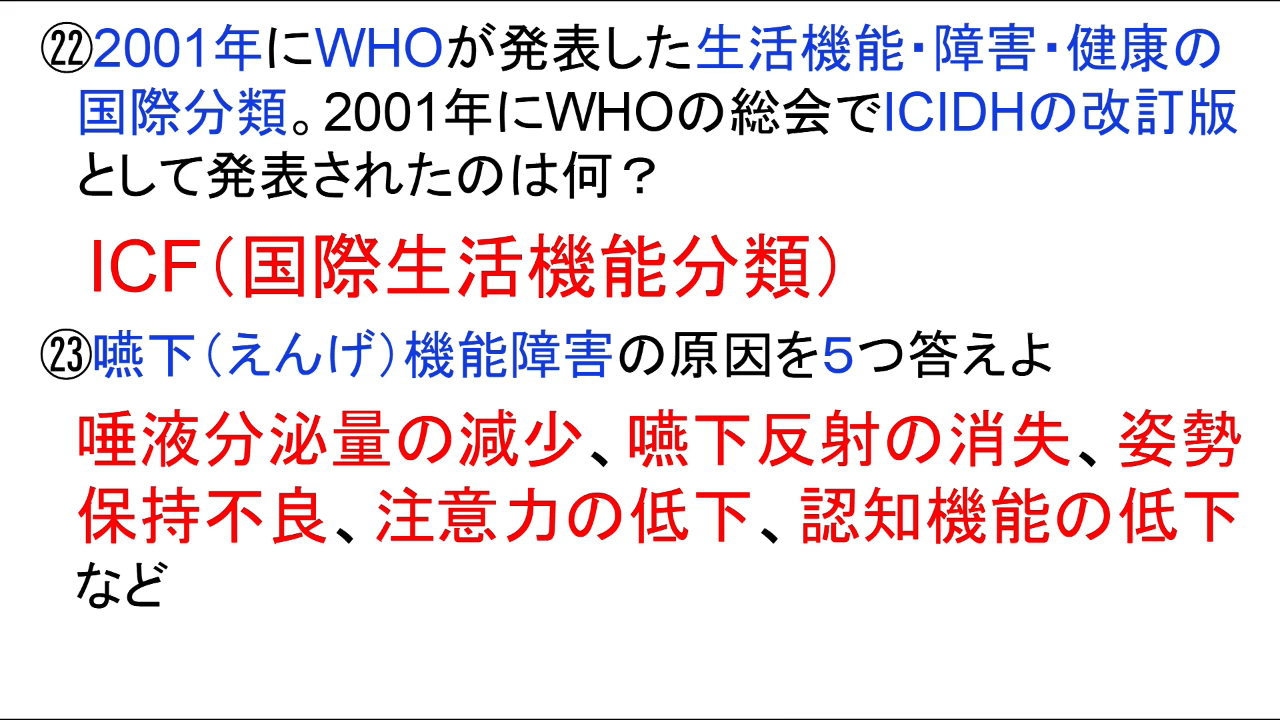 ㉒2001年にWHOが発表した生活機能・障害・健康の
国際分類。2001年にWHOの総会でICIDHの改訂版
として発表されたのは何？
ICF（国際生活機能分類）
㉓嚥下（えんげ）機能障害の原因を５つ答えよ
唾液分泌量の減少、嚥下反射の消失、姿勢
保持不良、注意力の低下、認知機能の低下
など